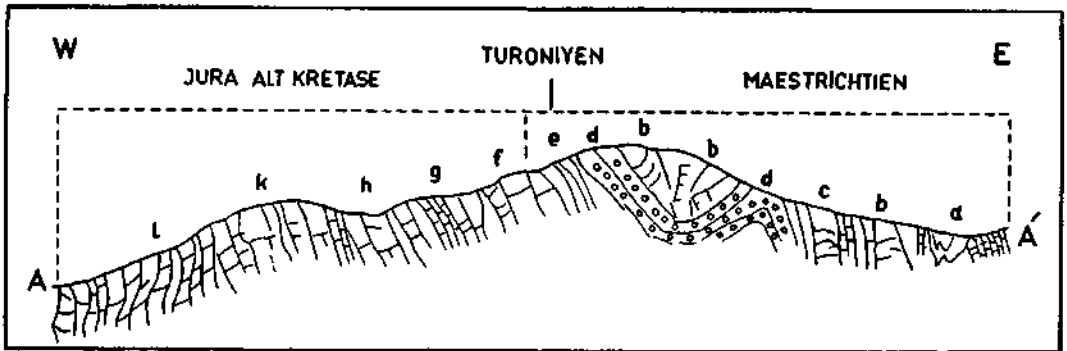 W E
TURONIYEN
JURA ALT KRETASE MAESTRICHTIEN
e d b b
f d
k h g c b a
l
A A'